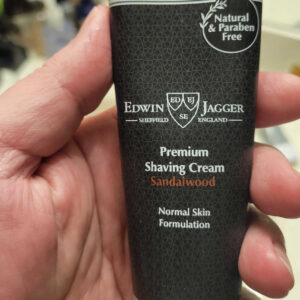 Natural
& Paraben
Free
ED EJ
SE
EDWIN JAGGER
SHEFFIELD ENGLAND
Premium
Shaving Cream
Sandalwood
Normal Skin
Formulation